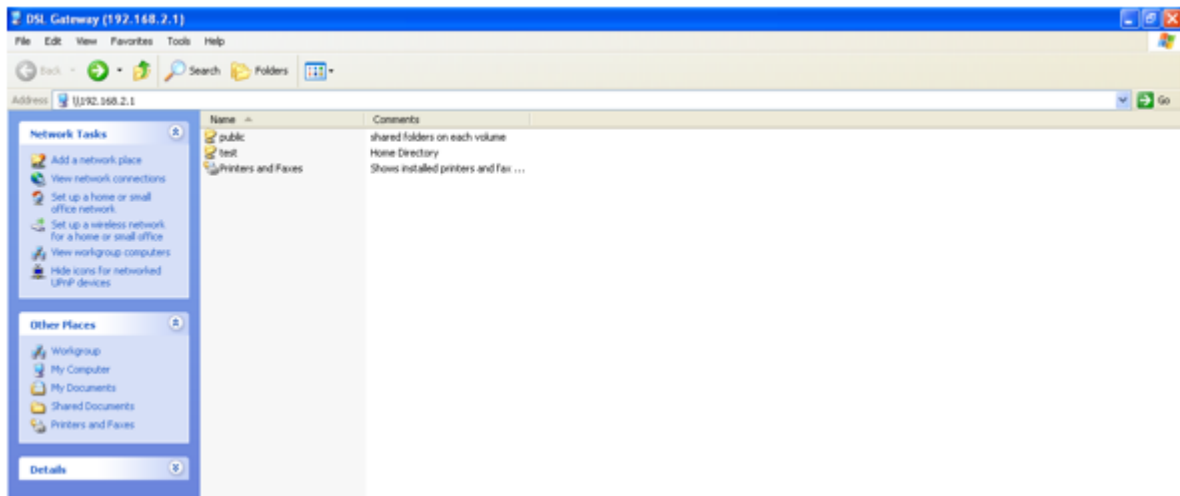 DSL Gateway (192.168.2.1)
File Edit View Favorites Tools Help
Back Search Folders
Address \\192.168.2.1 Go
Network Tasks
Add a network place
View network connections
Set up a home or small
office network
Set up a wireless network
for a home or small office
View workgroup computers
Hide icons for networked
UPnP devices
Other Places
Workgroup
My Computer
My Documents
Shared Documents
Printers and Faxes
Details
Name Comments
public shared folders on each volume
test Home Directory
Printers and Faxes Shows installed printers and fax ...